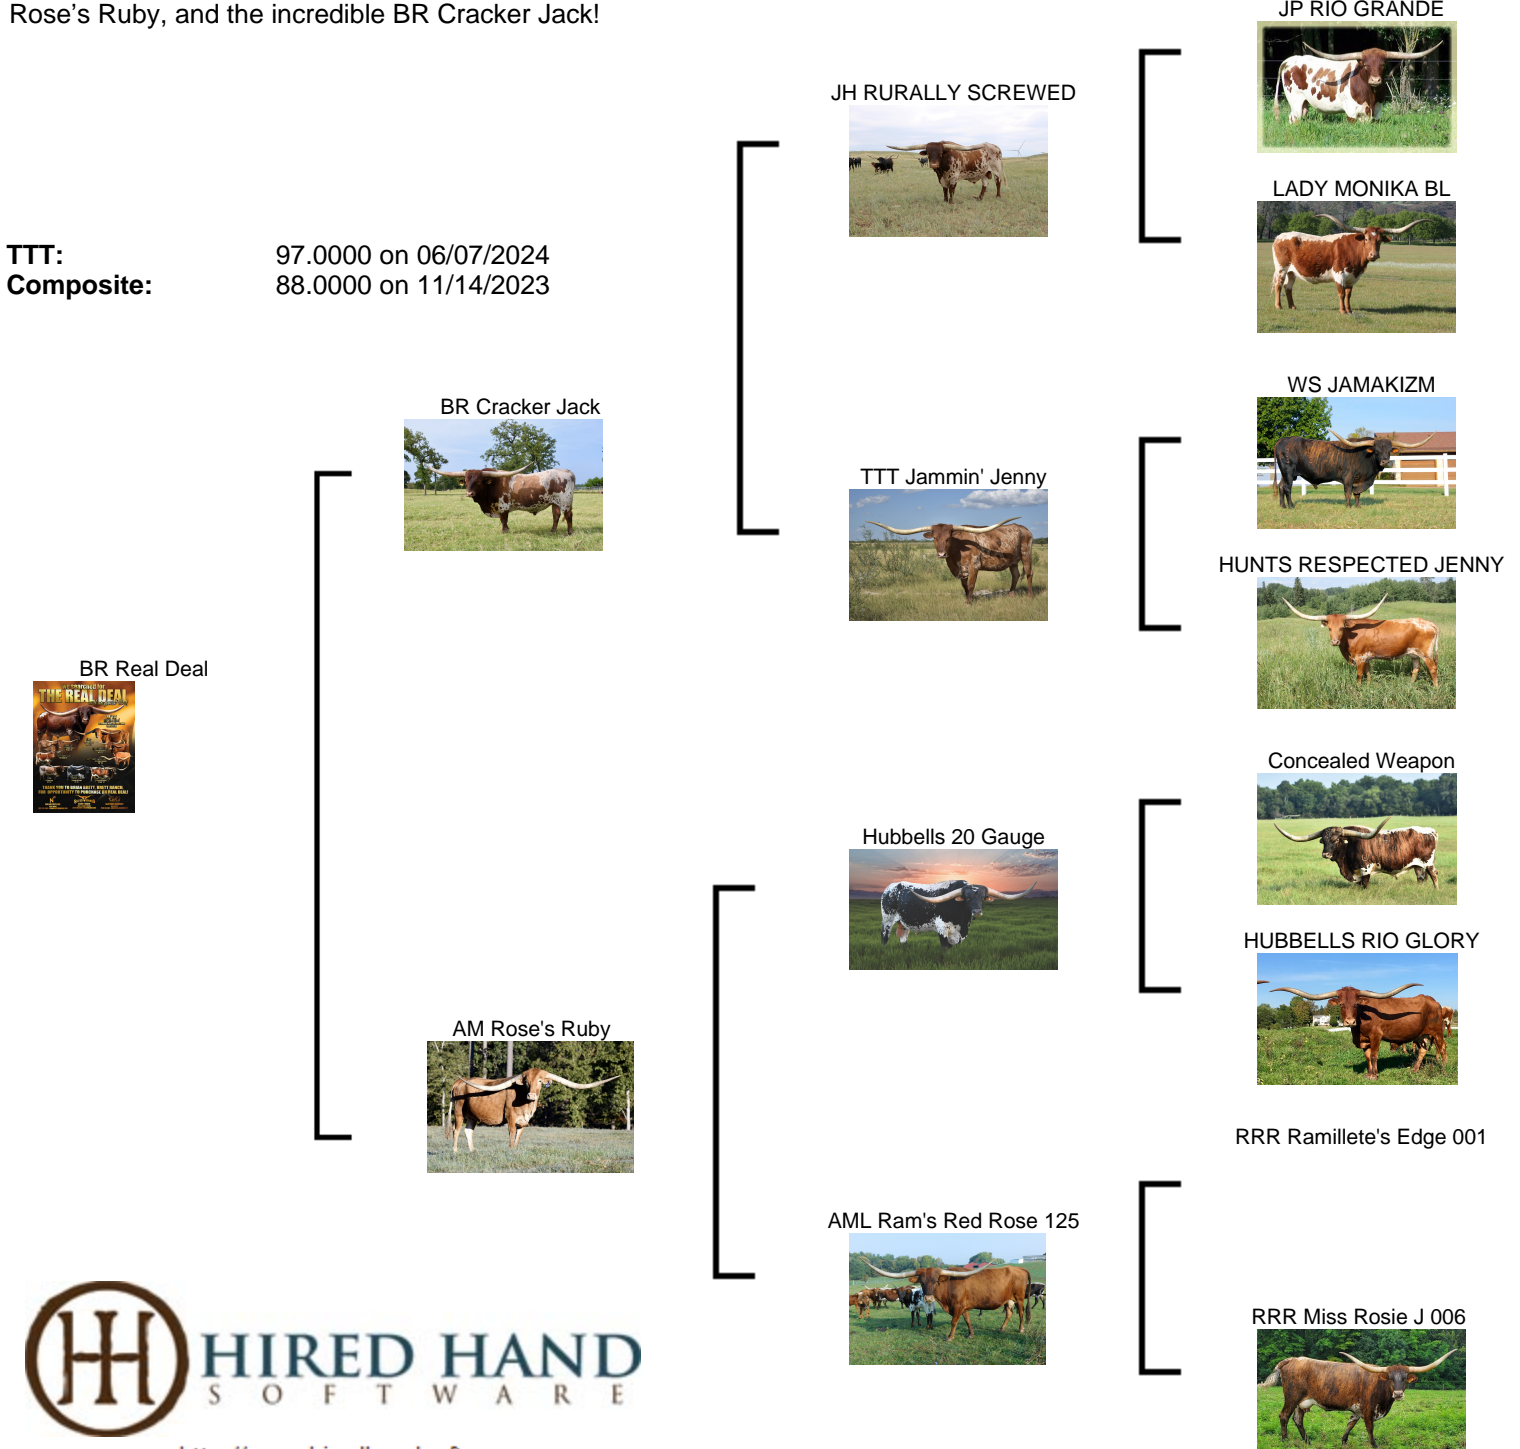 Rose's Ruby, and the incredible BR Cracker Jack!
JP RIO GRANDE
JH RURALLY SCREWED
LADY MONIKA BL
TTT: 97.0000 on 06/07/2024
Composite: 88.0000 on 11/14/2023
WS JAMAKIZM
BR Cracker Jack
TTT Jammin' Jenny
HUNTS RESPECTED JENNY
BR Real Deal
THE REAL DEAL
Concealed Weapon
Hubbells 20 Gauge
HUBBELLS RIO GLORY
AM Rose's Ruby
RRR Ramillete's Edge 001
AML Ram's Red Rose 125
RRR Miss Rosie J 006
HIRED HAND
SOFTWARE